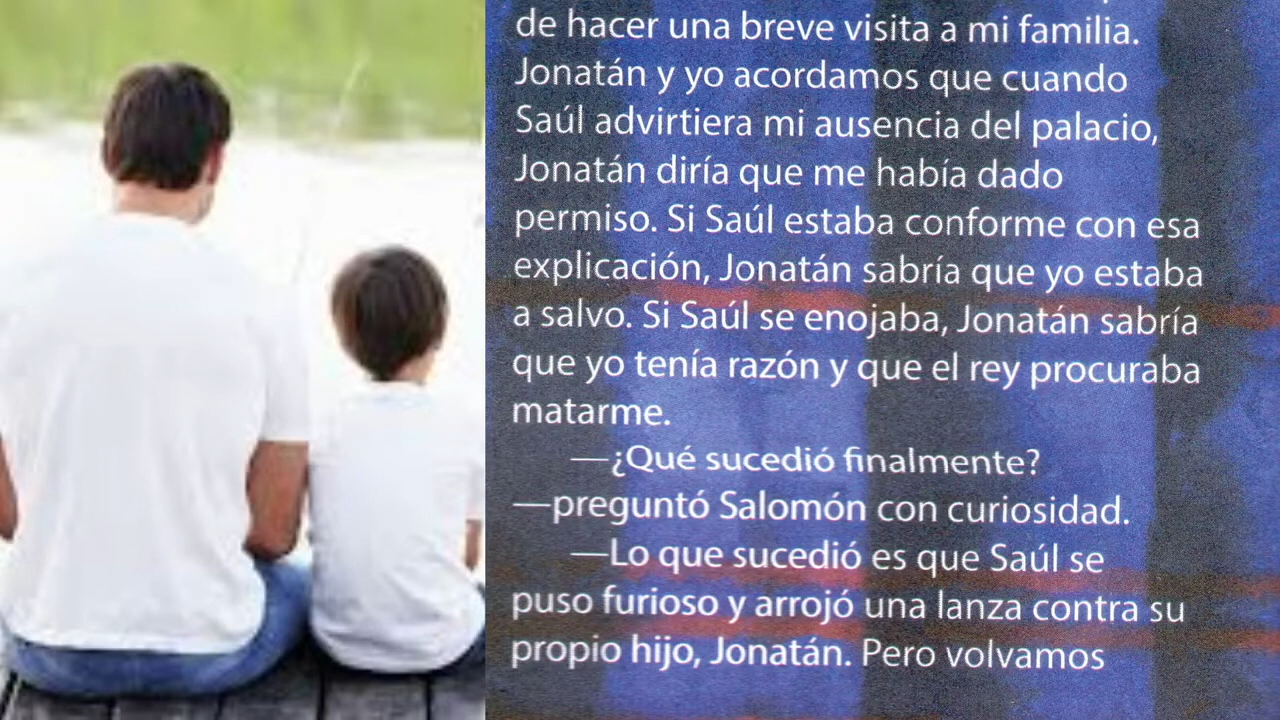 de hacer una breve visita a mi familia.
Jonatán y yo acordamos que cuando
Saúl advirtiera mi ausencia del palacio,
Jonatán diría que me había dado
permiso. Si Saúl estaba conforme con esa
explicación, Jonatán sabría que yo estaba
a salvo. Si Saúl se enojaba, Jonatán sabría
que yo tenía razón y que el rey procuraba
matarme.
—¿Qué sucedió finalmente?
—preguntó Salomón con curiosidad.
—Lo que sucedió es que Saúl se
puso furioso y arrojó una lanza contra su
propio hijo, Jonatán. Pero volvamos